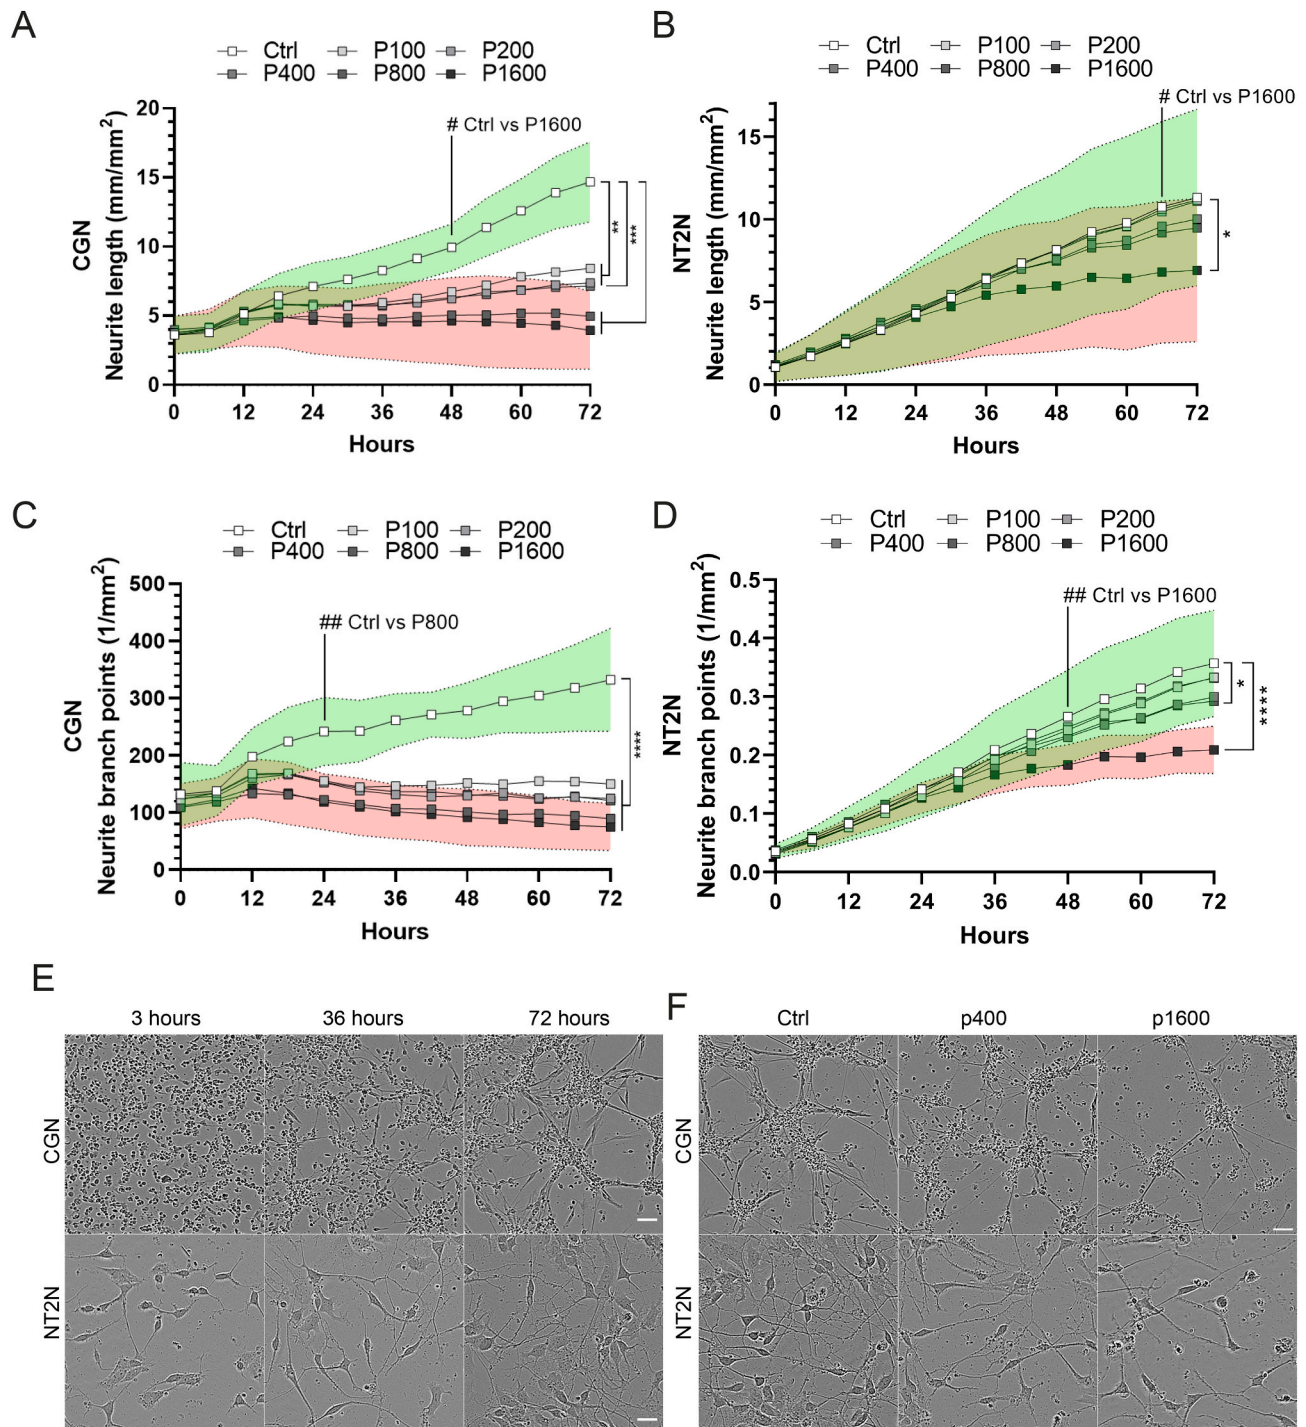 A
Ctrl P100 P200
P400 P800 P1600
CGN
Neurite length (mm/mm²)
20
15
10
5
0
# Ctrl vs P1600
**
***
0 12 24 36 48 60 72
Hours
B
Ctrl P100 P200
P400 P800 P1600
NT2N
Neurite length (mm/mm²)
15
10
5
0
# Ctrl vs P1600
*
0 12 24 36 48 60 72
Hours
C
Ctrl P100 P200
P400 P800 P1600
CGN
Neurite branch points (1/mm²)
500
400
300
200
100
0
## Ctrl vs P800
****
0 12 24 36 48 60 72
Hours
D
Ctrl P100 P200
P400 P800 P1600
NT2N
Neurite branch points (1/mm²)
0.5
0.4
0.3
0.2
0.1
0.0
## Ctrl vs P1600
*
****
0 12 24 36 48 60 72
Hours
E
3 hours 36 hours 72 hours
CGN
NT2N
F
Ctrl p400 p1600
CGN
NT2N